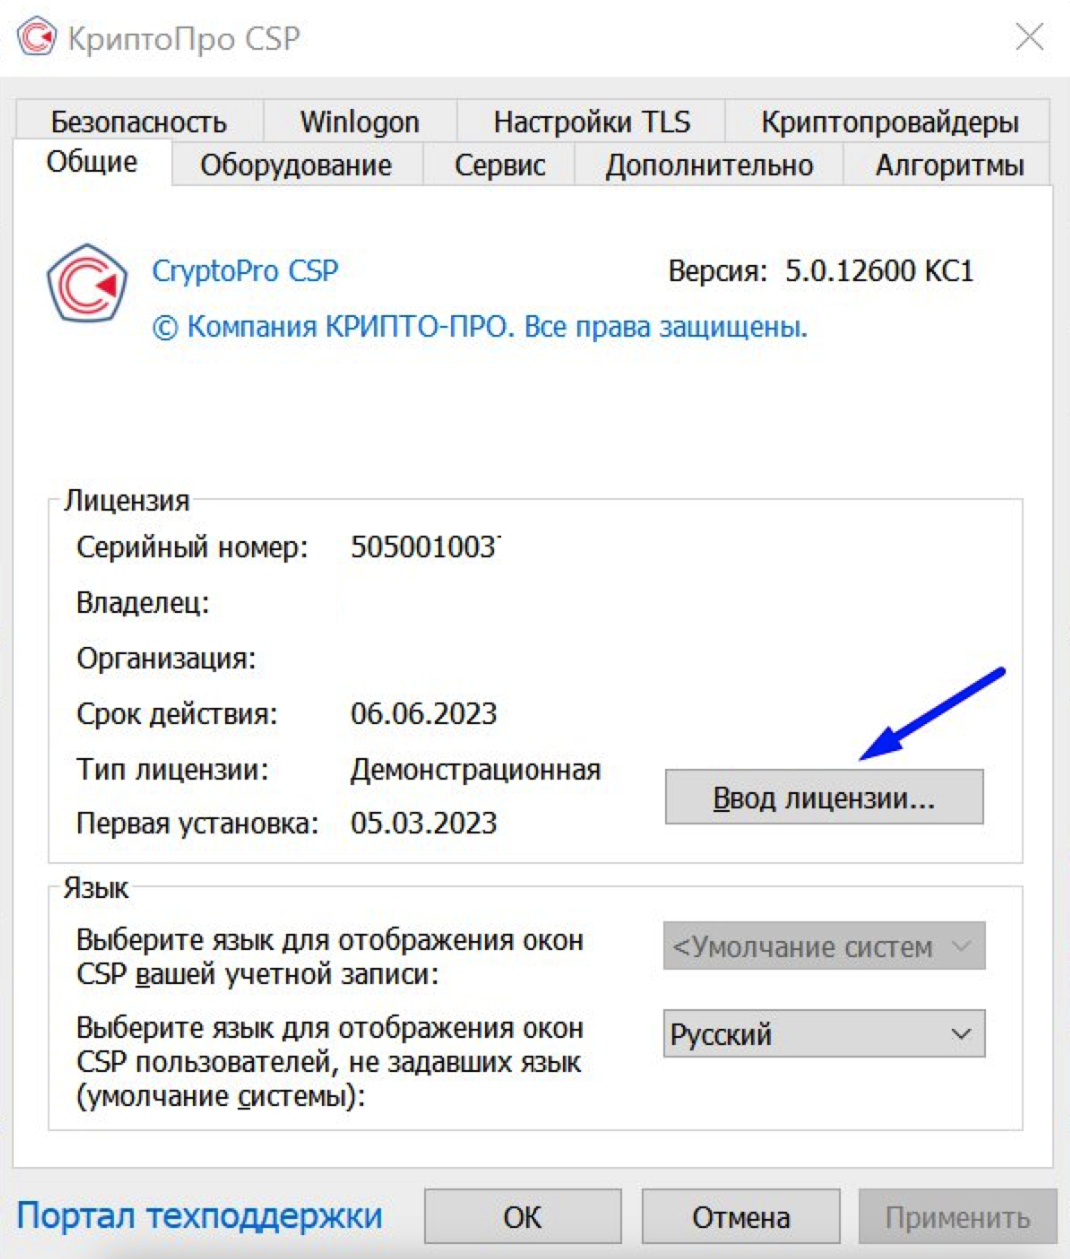 КриптоПро CSP
Безопасность Winlogon Настройки TLS Криптопровайдеры
Общие Оборудование Сервис Дополнительно Алгоритмы
CryptoPro CSP Версия: 5.0.12600 КС1
© Компания КРИПТО-ПРО. Все права защищены.
Лицензия
Серийный номер: 505001003
Владелец:
Организация:
Срок действия: 06.06.2023
Тип лицензии: Демонстрационная
Ввод лицензии...
Первая установка: 05.03.2023
Язык
Выберите язык для отображения окон
CSP вашей учетной записи:
<Умолчание систем
Выберите язык для отображения окон
CSP пользователей, не задавших язык
(умолчание системы):
Русский
Портал техподдержки OK Отмена Применить